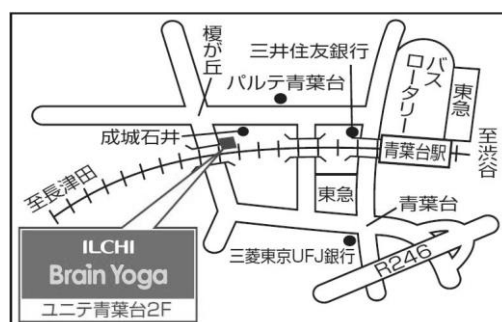 榎が丘
三井住友銀行
バスロータリー
東急
パルテ青葉台
成城石井
青葉台駅
至渋谷
至長津田
東急
青葉台
ILCHI
Brain Yoga
ユニテ青葉台2F
三菱東京UFJ銀行
R246